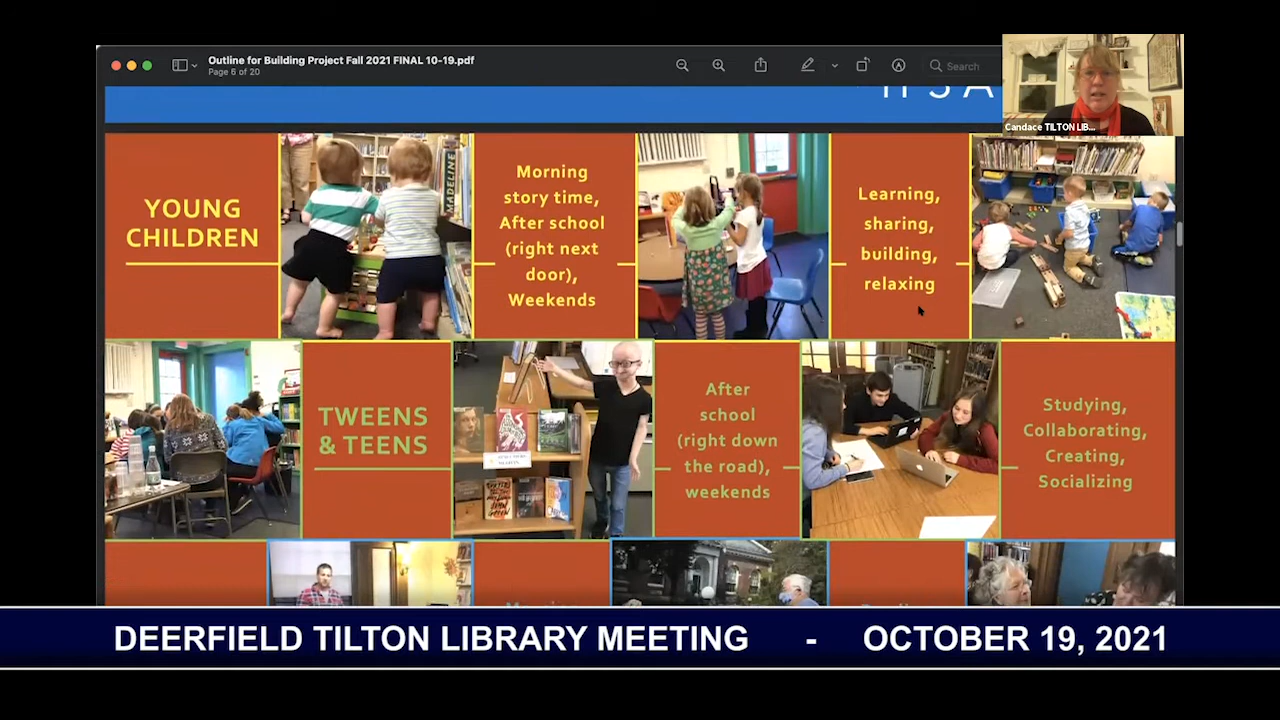 Outline for Building Project Fall 2021 FINAL 10-19.pdf
Page 6 of 20
Search
Candace TILTON LIB...
YOUNG
CHILDREN
MADELINE
Morning
story time,
After school
(right next
door),
Weekends
Learning,
sharing,
building,
relaxing
TWEENS
& TEENS
After
school
(right down
the road),
weekends
Studying,
Collaborating,
Creating,
Socializing
DEERFIELD TILTON LIBRARY MEETING - OCTOBER 19, 2021